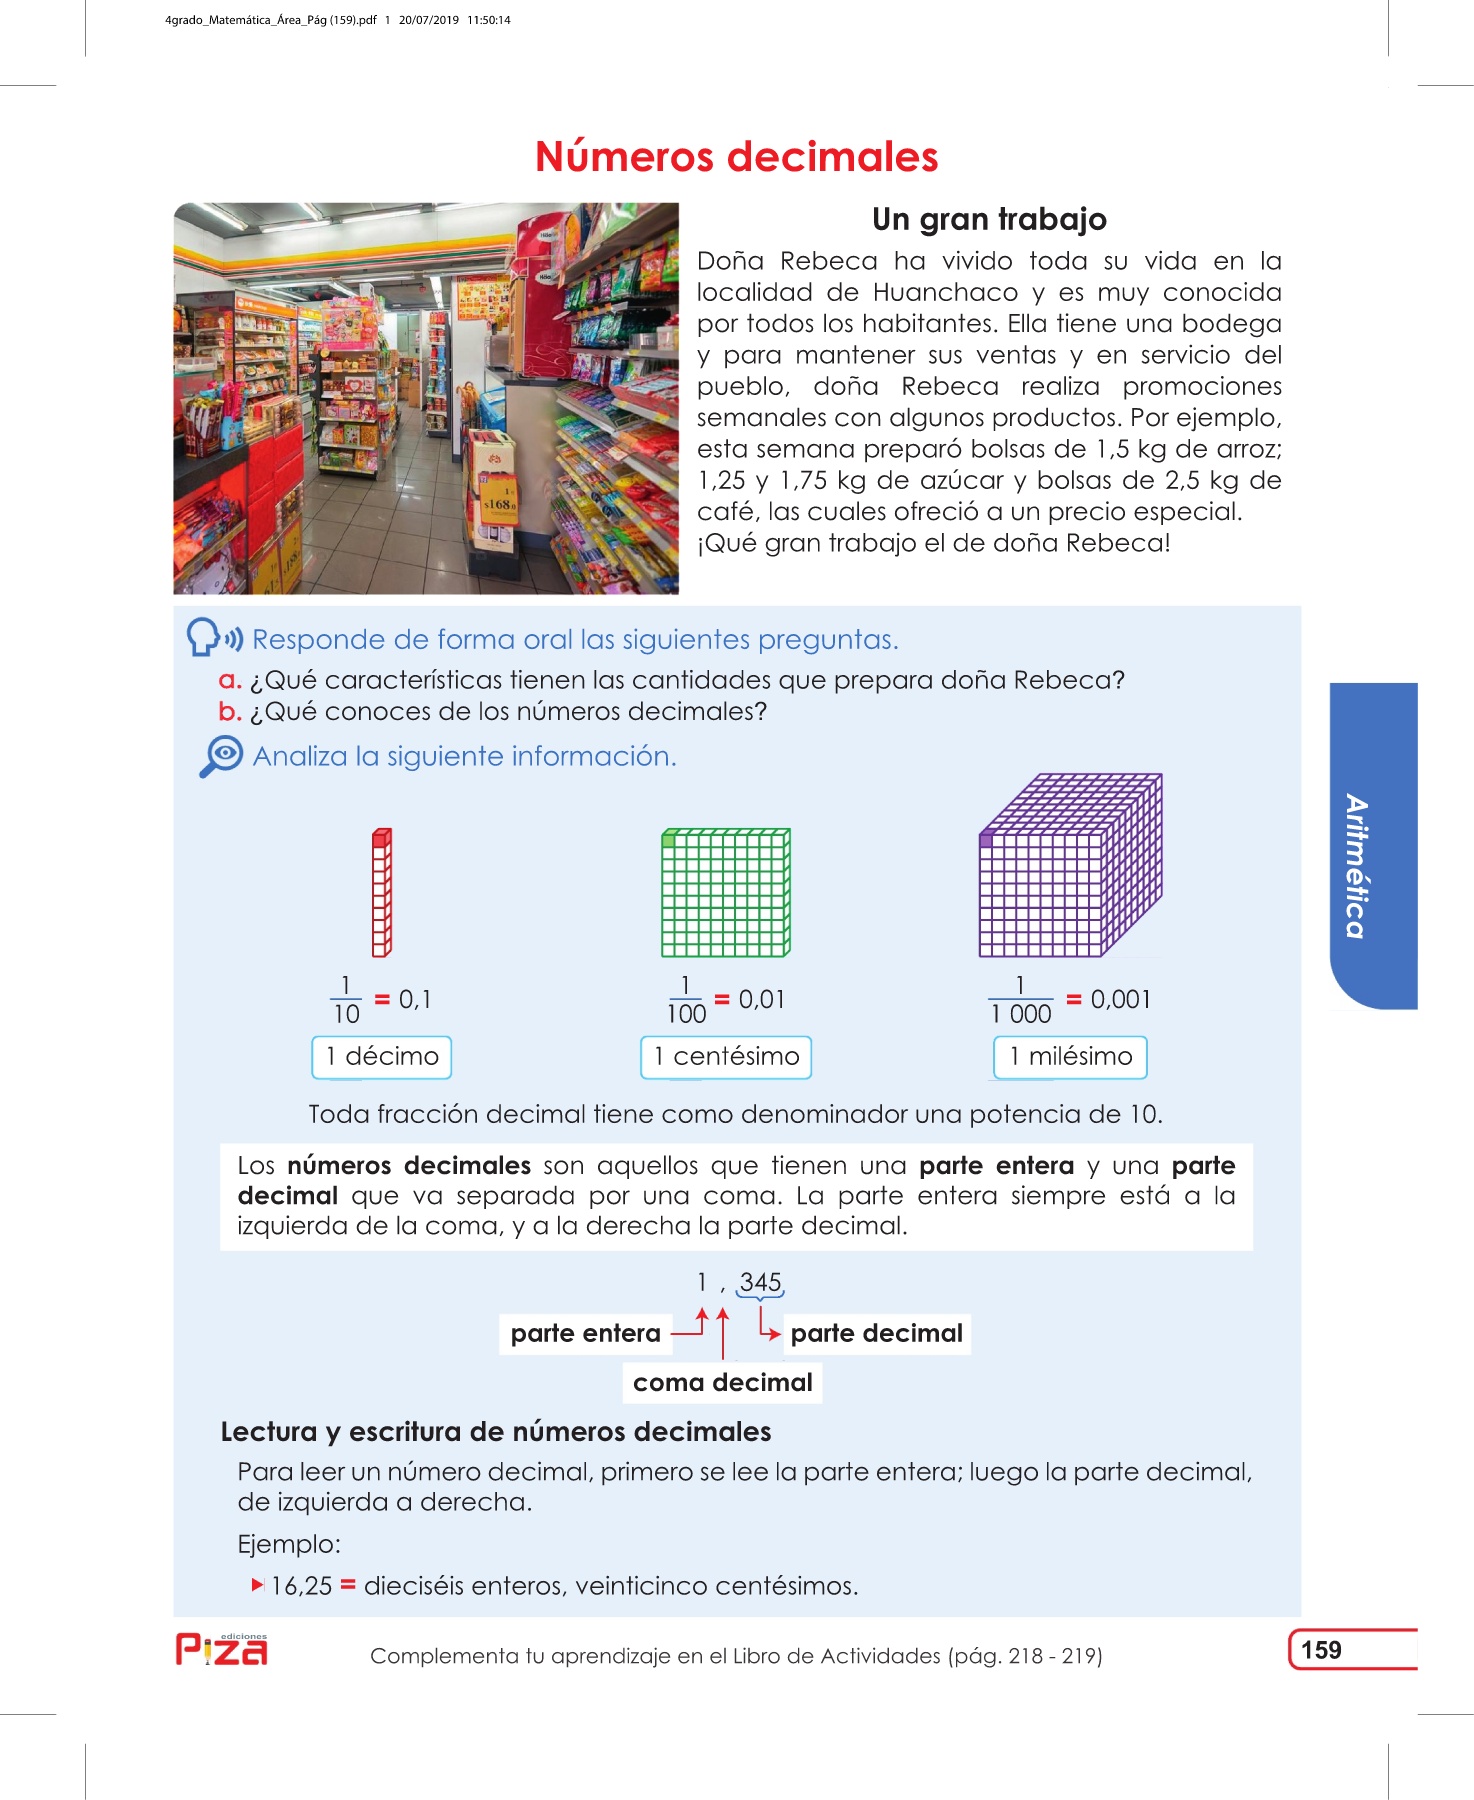 4grado_Matemática_Área_Pág (159).pdf 1 20/07/2019 11:50:14
Números decimales
Un gran trabajo
Doña Rebeca ha vivido toda su vida en la
localidad de Huanchaco y es muy conocida
por todos los habitantes. Ella tiene una bodega
y para mantener sus ventas y en servicio del
pueblo, doña Rebeca realiza promociones
semanales con algunos productos. Por ejemplo,
esta semana preparó bolsas de 1,5 kg de arroz;
1,25 y 1,75 kg de azúcar y bolsas de 2,5 kg de
café, las cuales ofreció a un precio especial.
¡Qué gran trabajo el de doña Rebeca!
$168.0
Responde de forma oral las siguientes preguntas.
a. ¿Qué características tienen las cantidades que prepara doña Rebeca?
b. ¿Qué conoces de los números decimales?
Analiza la siguiente información.
1/10 = 0,1
1/100 = 0,01
1/1 000 = 0,001
1 décimo
1 centésimo
1 milésimo
Toda fracción decimal tiene como denominador una potencia de 10.
Los números decimales son aquellos que tienen una parte entera y una parte
decimal que va separada por una coma. La parte entera siempre está a la
izquierda de la coma, y a la derecha la parte decimal.
1 , 345
parte entera
parte decimal
coma decimal
Lectura y escritura de números decimales
Para leer un número decimal, primero se lee la parte entera; luego la parte decimal,
de izquierda a derecha.
Ejemplo:
16,25 = dieciséis enteros, veinticinco centésimos.
Aritmética
ediciones
Piza
Complementa tu aprendizaje en el Libro de Actividades (pág. 218 - 219)
159